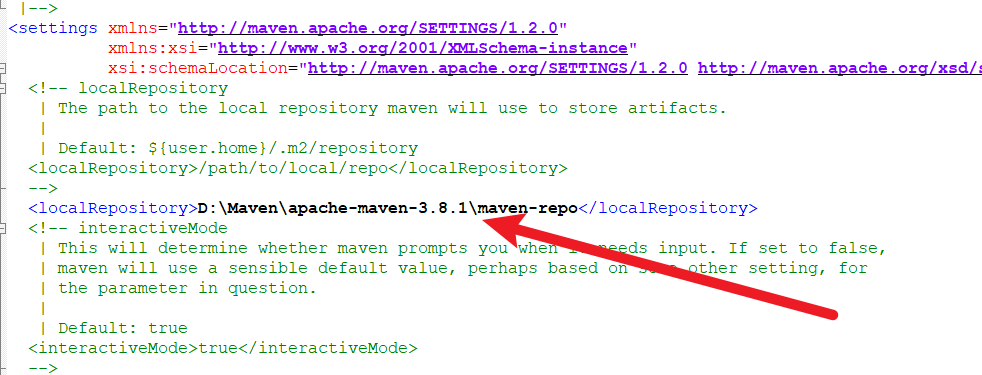 |-->
<settings xmlns="http://maven.apache.org/SETTINGS/1.2.0"
xmlns:xsi="http://www.w3.org/2001/XMLSchema-instance"
xsi:schemaLocation="http://maven.apache.org/SETTINGS/1.2.0 http://maven.apache.org/xsd/s
<!-- localRepository
| The path to the local repository maven will use to store artifacts.
|
| Default: ${user.home}/.m2/repository
<localRepository>/path/to/local/repo</localRepository>
-->
<localRepository>D:\Maven\apache-maven-3.8.1\maven-repo</localRepository>
<!-- interactiveMode
| This will determine whether maven prompts you when needs input. If set to false,
| maven will use a sensible default value, perhaps based on other setting, for
| the parameter in question.
|
| Default: true
<interactiveMode>true</interactiveMode>
-->